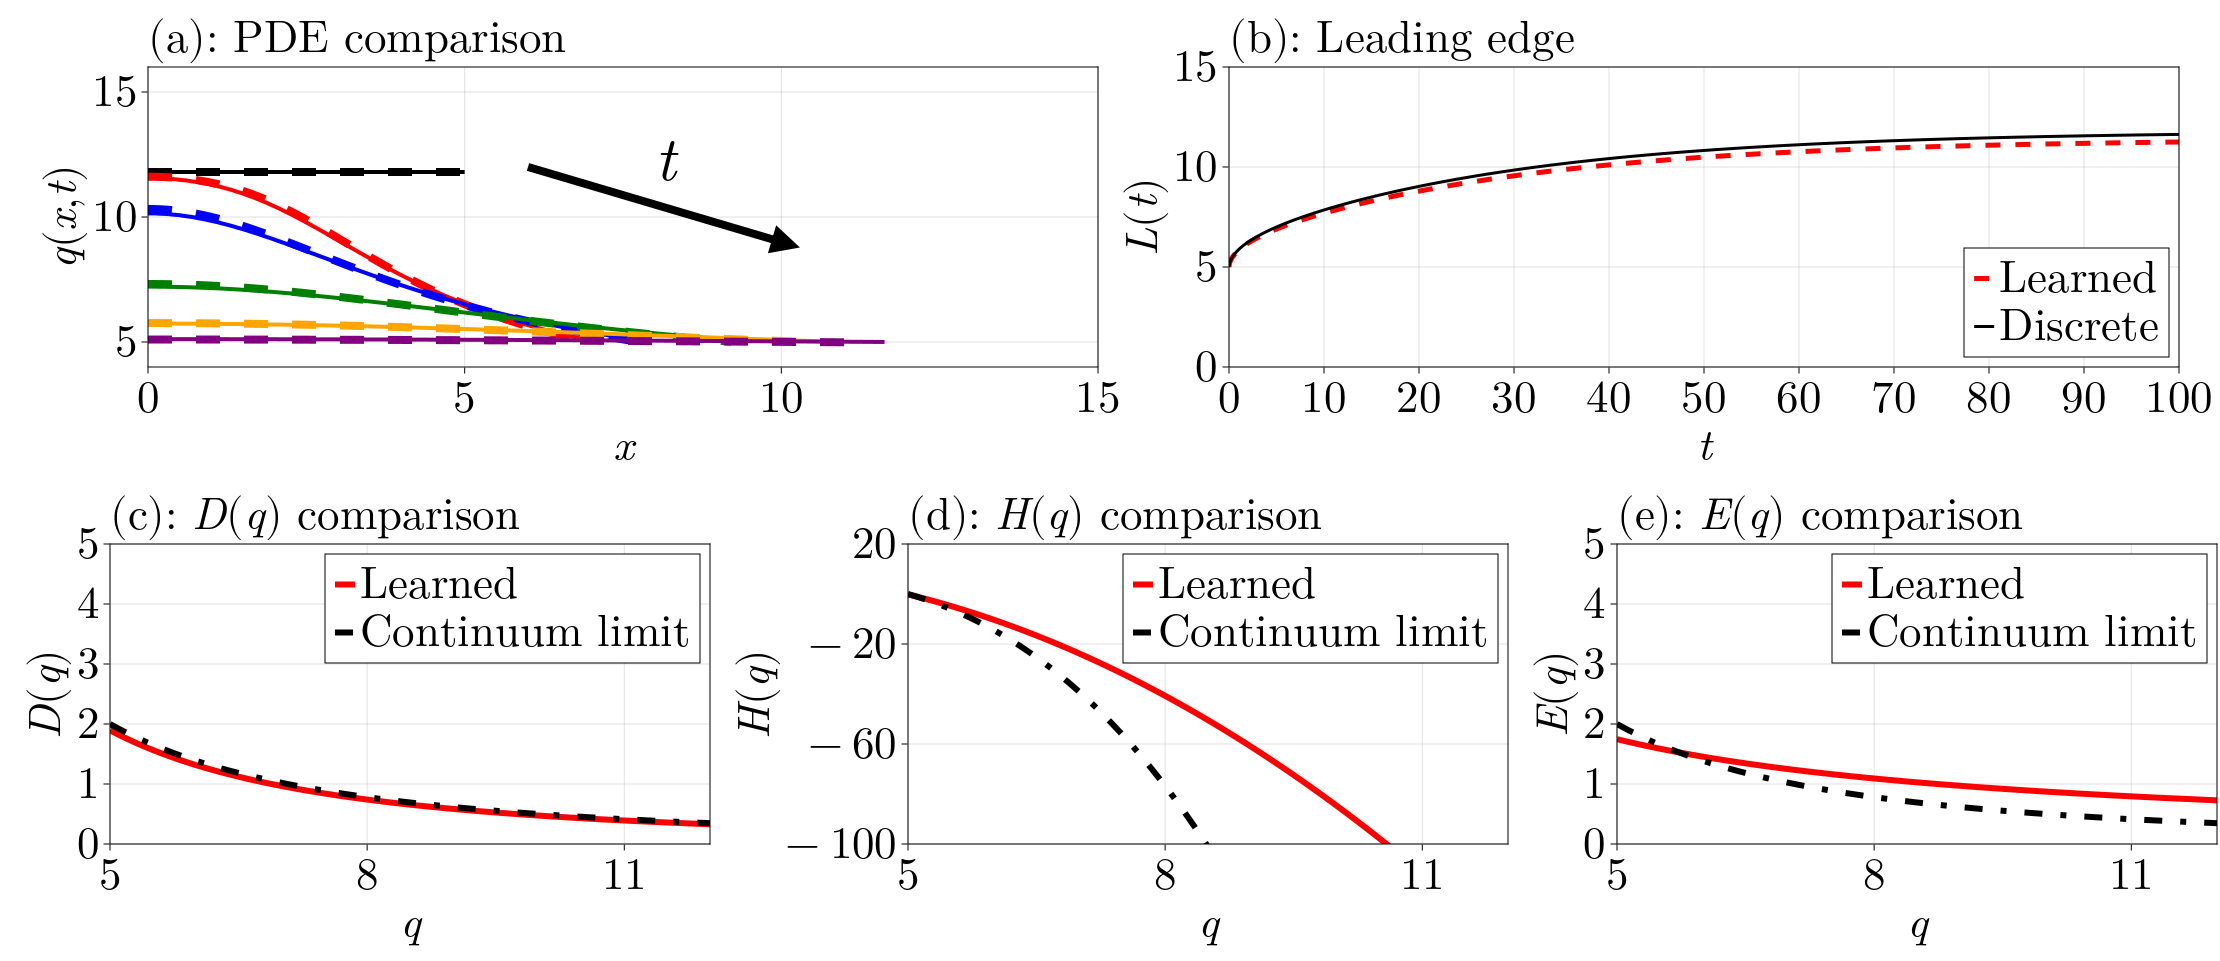 (a): PDE comparison
q(x, t)
15
10
5
t
0 5 10 15
x
(b): Leading edge
L(t)
15
10
5
0
Learned
Discrete
0 10 20 30 40 50 60 70 80 90 100
t
(c): D(q) comparison
D(q)
5
4
3
2
1
0
Learned
Continuum limit
5 8 11
q
(d): H(q) comparison
H(q)
20
−20
−60
−100
Learned
Continuum limit
5 8 11
q
(e): E(q) comparison
E(q)
5
4
3
2
1
0
Learned
Continuum limit
5 8 11
q